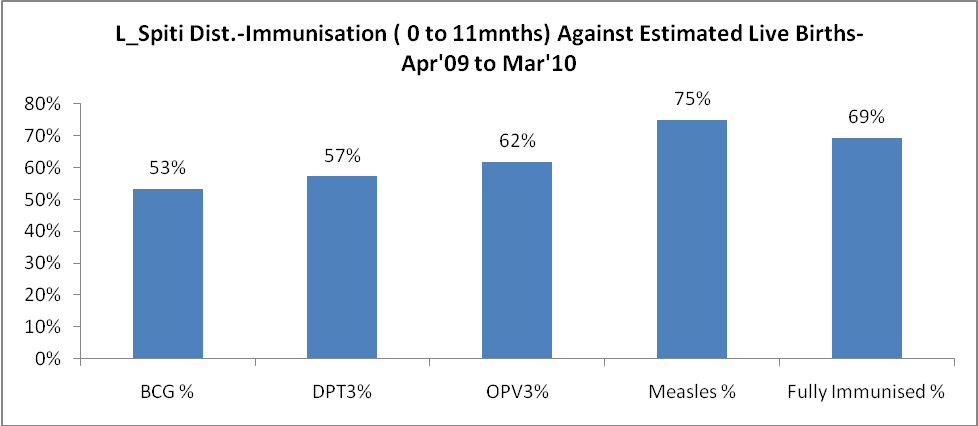 L_Spiti Dist.-Immunisation ( 0 to 11mnths) Against Estimated Live Births-
Apr'09 to Mar'10
80%
70%
60%
50%
40%
30%
20%
10%
0%
53%
57%
62%
75%
69%
BCG %
DPT3%
OPV3%
Measles %
Fully Immunised %